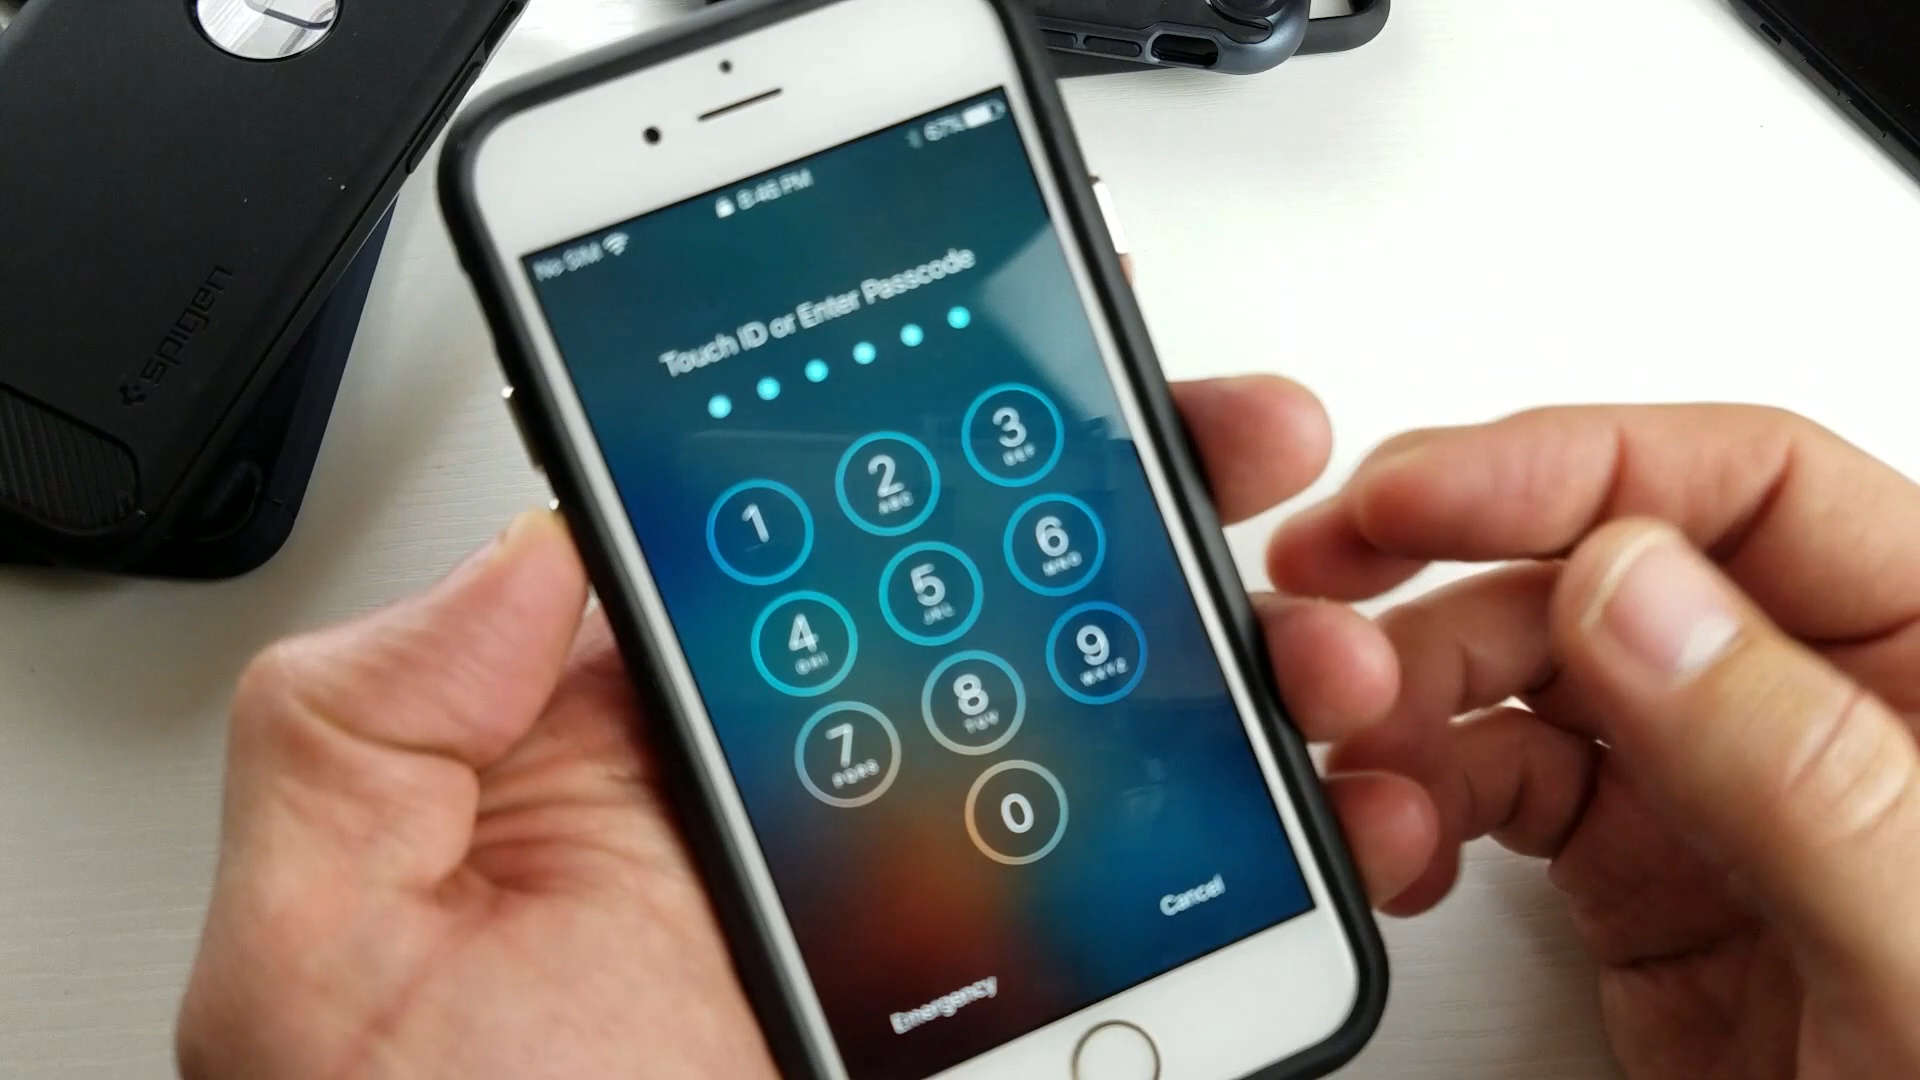 spigen
No SIM
8:46 PM
67%
Touch ID or Enter Passcode
1
2
ABC
3
DEF
4
GHI
5
JKL
6
MNO
7
PQRS
8
TUV
9
WXYZ
0
Emergency
Cancel